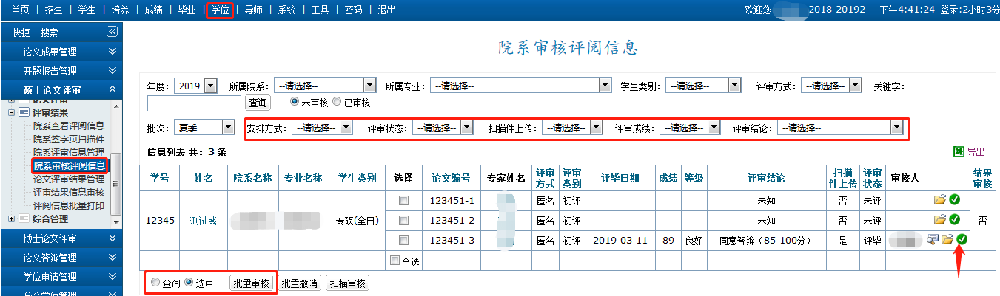 首页 | 招生 | 学生 | 培养 | 成绩 | 毕业 | 学位 | 导师 | 系统 | 工具 | 密码 | 退出 欢迎您 2018-20192 下午4:41:24 登录:2小时3分
快捷 搜索
论文成果管理
开题报告管理
硕士论文评审
论文评审
评审结果
院系查看评阅信息
院系签字页扫描件
院系评审信息管理
院系审核评阅信息
论文评审结果管理
评审结果信息审核
评阅信息批量打印
综合管理
博士论文评审
论文答辩管理
学位申请管理
分会学位管理
院系审核评阅信息
年度: 2019 所属院系: --请选择-- 所属专业: --请选择-- 学生类别: --请选择-- 评审方式: --请选择-- 关键字:
查询 未审核 已审核
批次: 夏季 安排方式: --请选择-- 评审状态: --请选择-- 扫描件上传: --请选择-- 评审成绩: --请选择-- 评审结论: --请选择--
信息列表 共: 3 条 导出
学号 姓名 院系名称 专业名称 学生类别 选择 论文编号 专家姓名 评审方式 评审类别 评毕日期 成绩 等级 评审结论 扫描件上传 评审状态 审核人 结果审核
12345 测试或 专硕(全日) 123451-1 匿名 初评 未知 否 未评 否
123451-2 匿名 初评 未知 否 未评
123451-3 匿名 初评 2019-03-11 89 良好 同意答辩（85-100分） 是 评毕
全选
查询 选中 批量审核 批量撤消 扫描审核